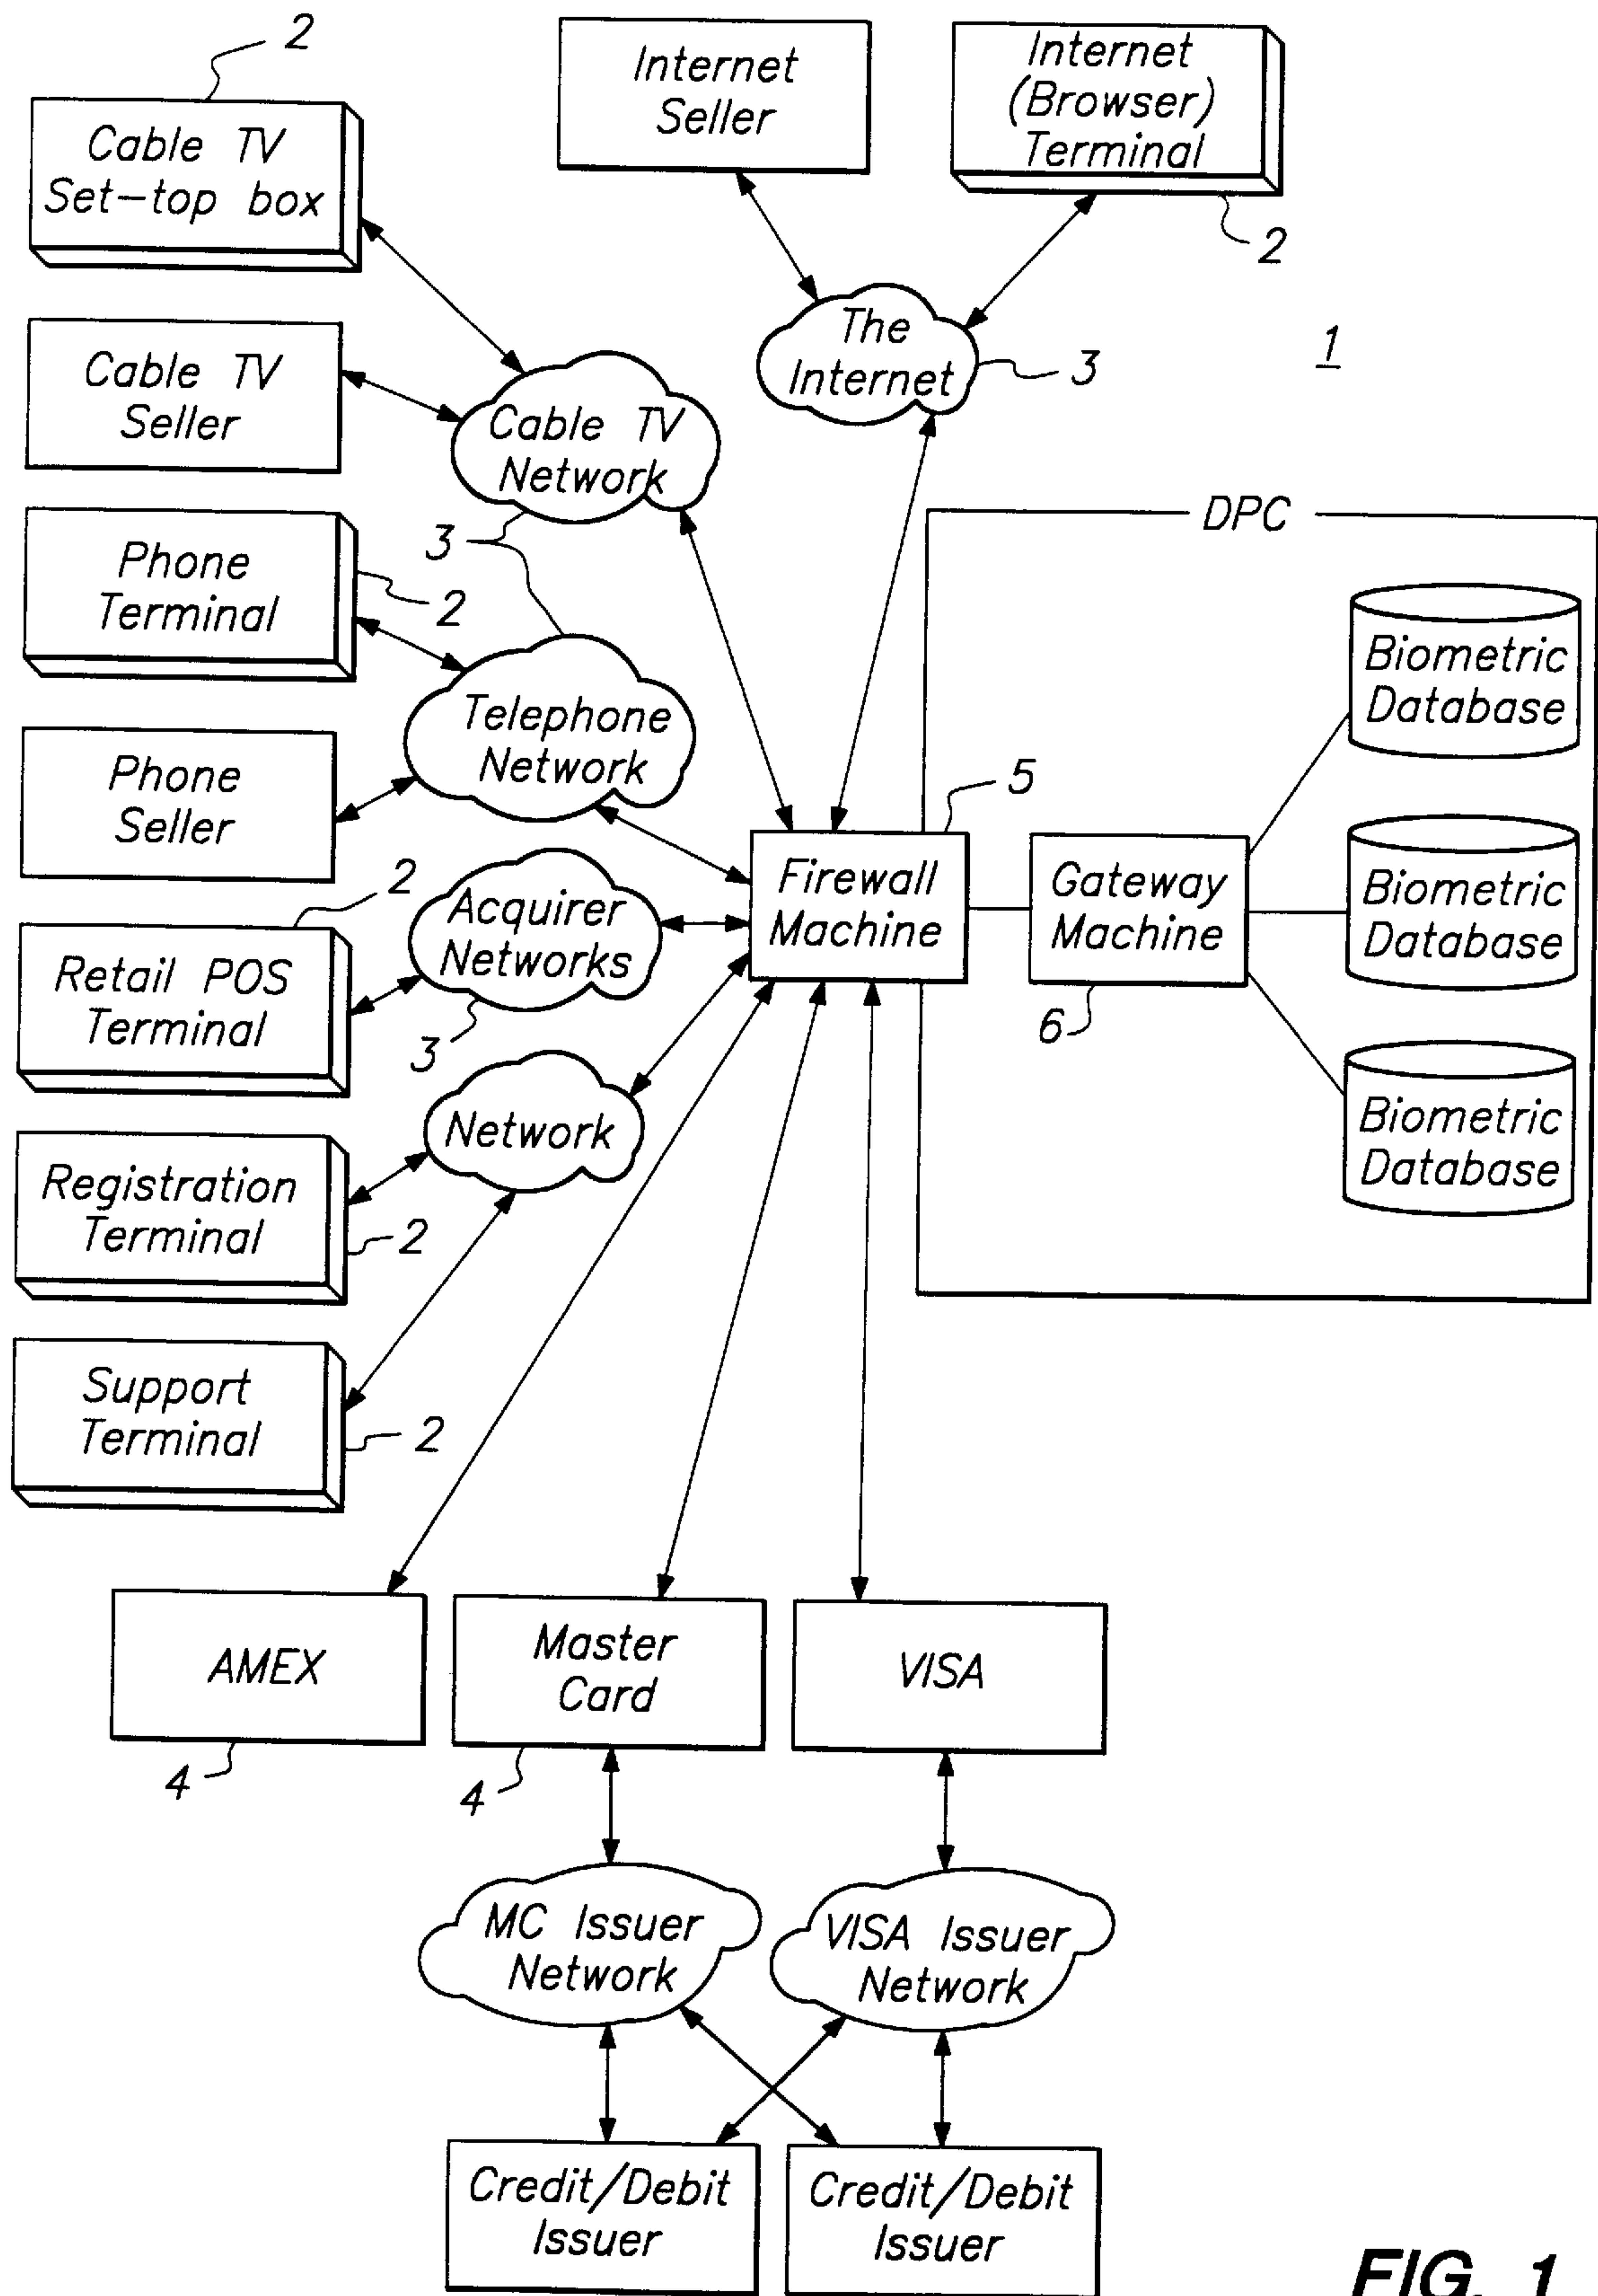 2
Cable TV
Set-top box
Internet
Seller
Internet
(Browser)
Terminal
2
The
Internet
3
1
Cable TV
Seller
Cable TV
Network
3
DPC
Phone
Terminal
2
Telephone
Network
Phone
Seller
5
Firewall
Machine
Gateway
Machine
6
Biometric
Database
Biometric
Database
Biometric
Database
2
Retail POS
Terminal
Acquirer
Networks
3
Network
Registration
Terminal
2
Support
Terminal
2
AMEX
4
Master
Card
4
VISA
MC Issuer
Network
VISA Issuer
Network
Credit/Debit
Issuer
Credit/Debit
Issuer
FIG. 1